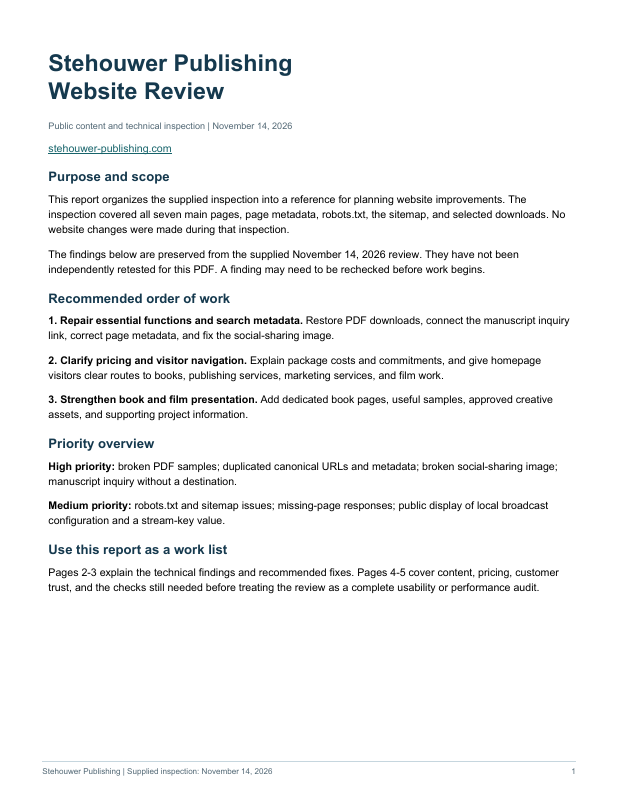 Stehouwer Publishing
Website Review
Public content and technical inspection | November 14, 2026
stehouwer-publishing.com
Purpose and scope
This report organizes the supplied inspection into a reference for planning website improvements. The
inspection covered all seven main pages, page metadata, robots.txt, the sitemap, and selected downloads. No
website changes were made during that inspection.
The findings below are preserved from the supplied November 14, 2026 review. They have not been
independently retested for this PDF. A finding may need to be rechecked before work begins.
Recommended order of work
1. Repair essential functions and search metadata. Restore PDF downloads, connect the manuscript inquiry
link, correct page metadata, and fix the social-sharing image.
2. Clarify pricing and visitor navigation. Explain package costs and commitments, and give homepage
visitors clear routes to books, publishing services, marketing services, and film work.
3. Strengthen book and film presentation. Add dedicated book pages, useful samples, approved creative
assets, and supporting project information.
Priority overview
High priority: broken PDF samples; duplicated canonical URLs and metadata; broken social-sharing image;
manuscript inquiry without a destination.
Medium priority: robots.txt and sitemap issues; missing-page responses; public display of local broadcast
configuration and a stream-key value.
Use this report as a work list
Pages 2-3 explain the technical findings and recommended fixes. Pages 4-5 cover content, pricing, customer
trust, and the checks still needed before treating the review as a complete usability or performance audit.
Stehouwer Publishing | Supplied inspection: November 14, 2026
1